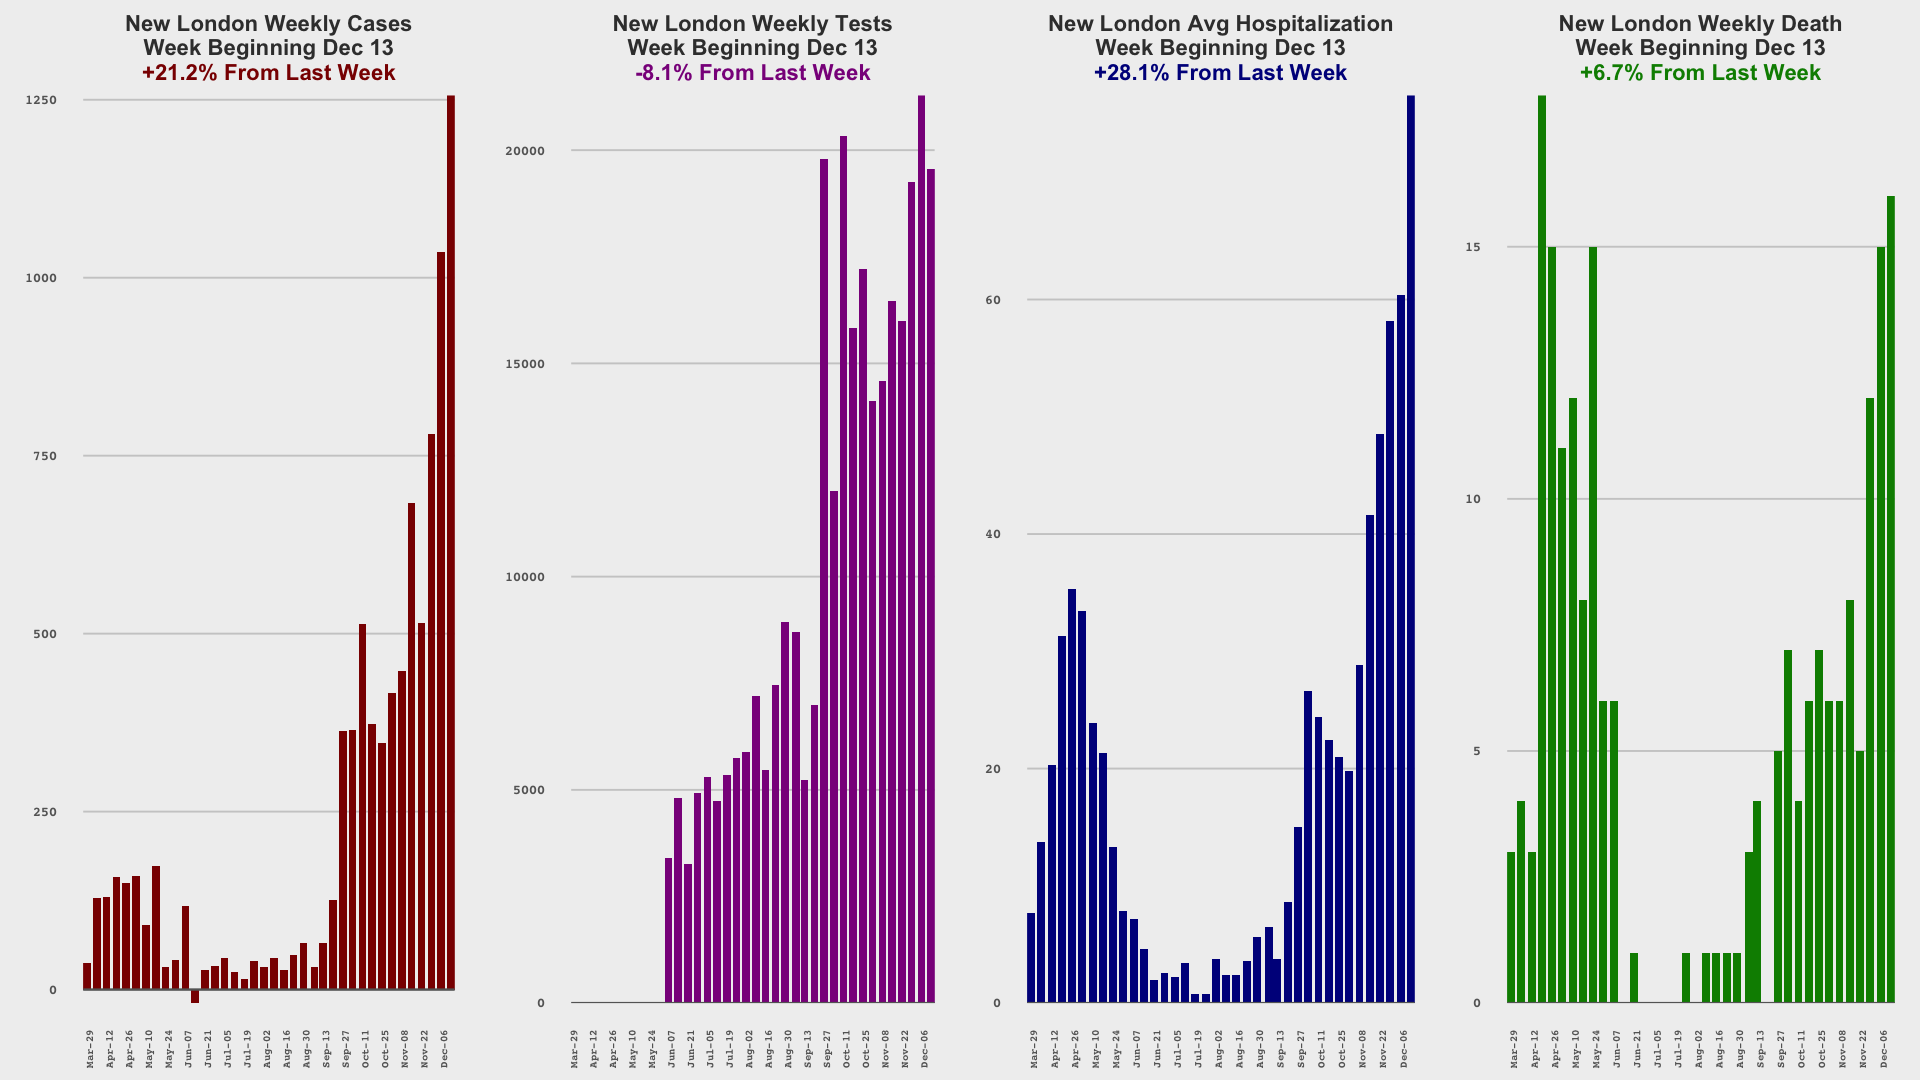 New London Weekly Cases
Week Beginning Dec 13
+21.2% From Last Week
1250
1000
750
500
250
0
Mar-29
Apr-12
Apr-26
May-10
May-24
Jun-07
Jun-21
Jul-05
Jul-19
Aug-02
Aug-16
Aug-30
Sep-13
Sep-27
Oct-11
Oct-25
Nov-08
Nov-22
Dec-06
New London Weekly Tests
Week Beginning Dec 13
-8.1% From Last Week
20000
15000
10000
5000
0
Mar-29
Apr-12
Apr-26
May-10
May-24
Jun-07
Jun-21
Jul-05
Jul-19
Aug-02
Aug-16
Aug-30
Sep-13
Sep-27
Oct-11
Oct-25
Nov-08
Nov-22
Dec-06
New London Avg Hospitalization
Week Beginning Dec 13
+28.1% From Last Week
60
40
20
0
Mar-29
Apr-12
Apr-26
May-10
May-24
Jun-07
Jun-21
Jul-05
Jul-19
Aug-02
Aug-16
Aug-30
Sep-13
Sep-27
Oct-11
Oct-25
Nov-08
Nov-22
Dec-06
New London Weekly Death
Week Beginning Dec 13
+6.7% From Last Week
15
10
5
0
Mar-29
Apr-12
Apr-26
May-10
May-24
Jun-07
Jun-21
Jul-05
Jul-19
Aug-02
Aug-16
Aug-30
Sep-13
Sep-27
Oct-11
Oct-25
Nov-08
Nov-22
Dec-06